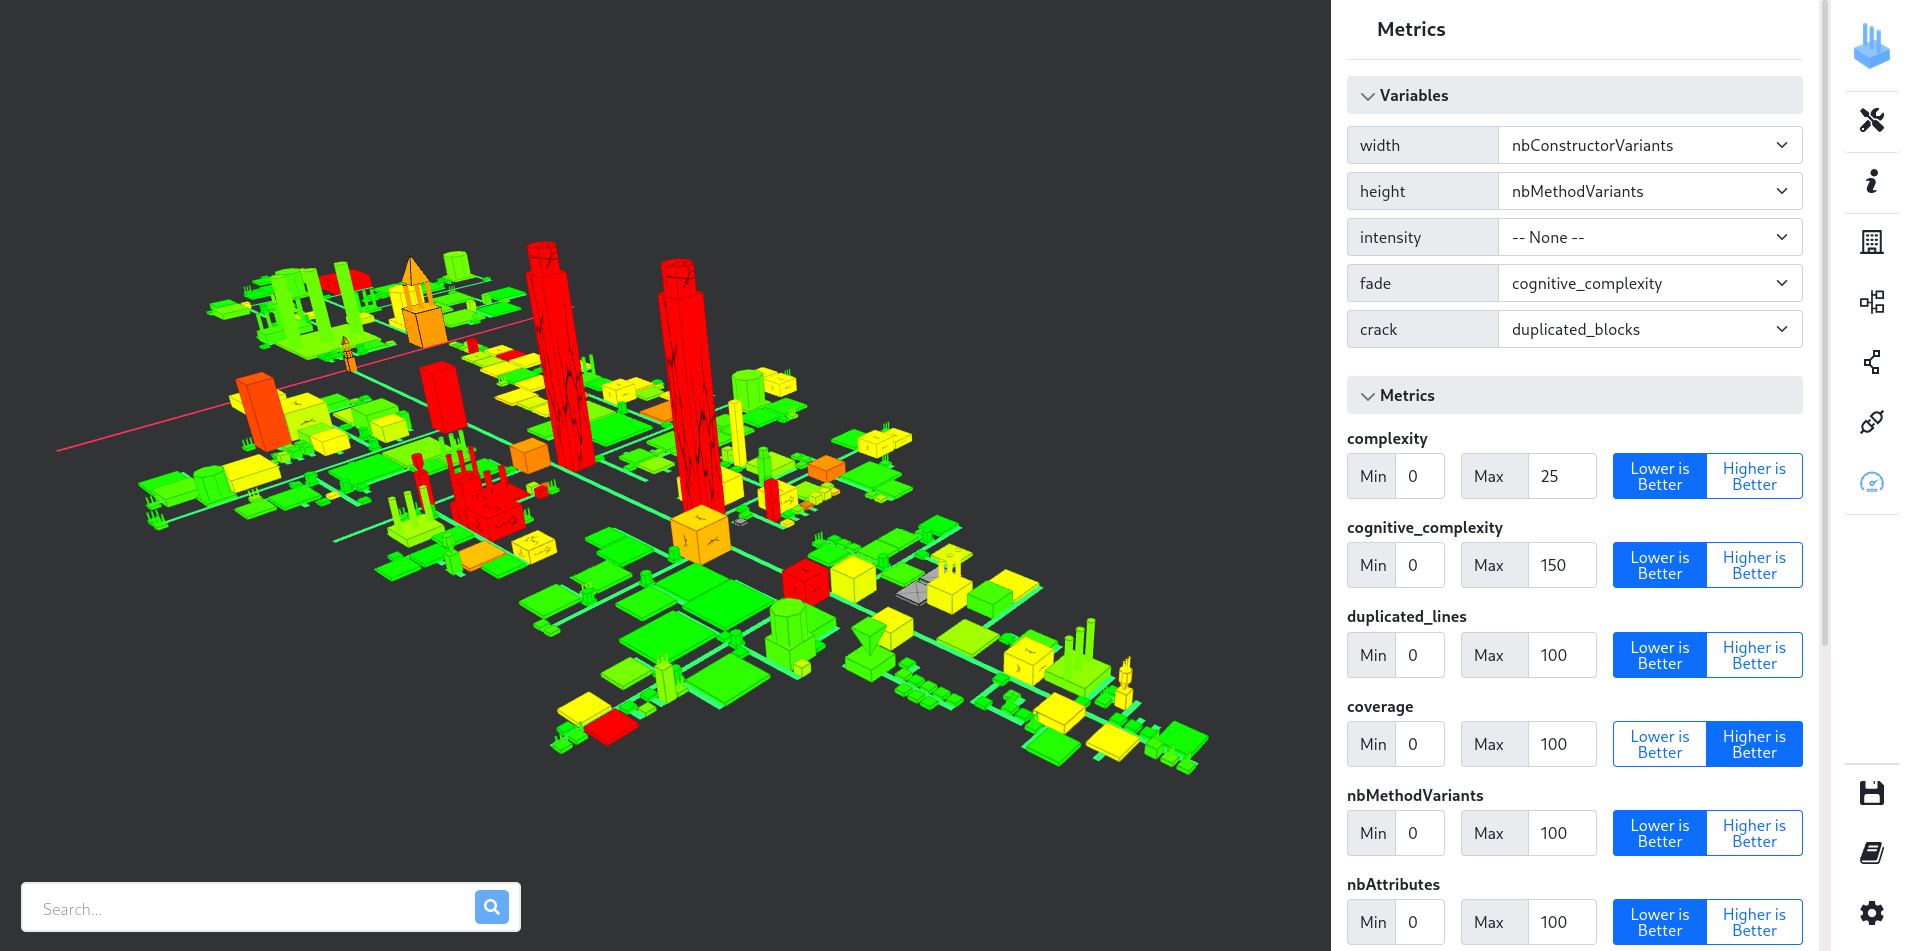 Metrics
Variables
width
nbConstructorVariants
height
nbMethodVariants
intensity
-- None --
fade
cognitive_complexity
crack
duplicated_blocks
Metrics
complexity
Min 0 Max 25 Lower is Better Higher is Better
cognitive_complexity
Min 0 Max 150 Lower is Better Higher is Better
duplicated_lines
Min 0 Max 100 Lower is Better Higher is Better
coverage
Min 0 Max 100 Lower is Better Higher is Better
nbMethodVariants
Min 0 Max 100 Lower is Better Higher is Better
nbAttributes
Min 0 Max 100 Lower is Better Higher is Better
Search...